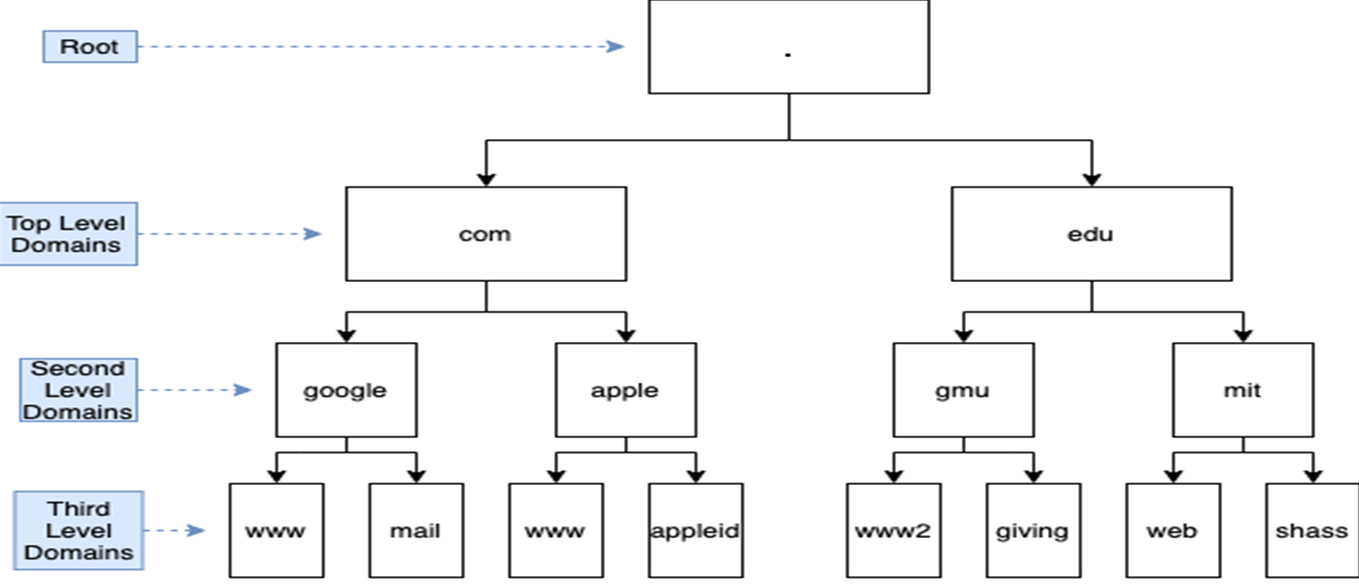 Root
.
Top Level
Domains
com
edu
Second
Level
Domains
google
apple
gmu
mit
Third
Level
Domains
www
mail
www
appleid
www2
giving
web
shass